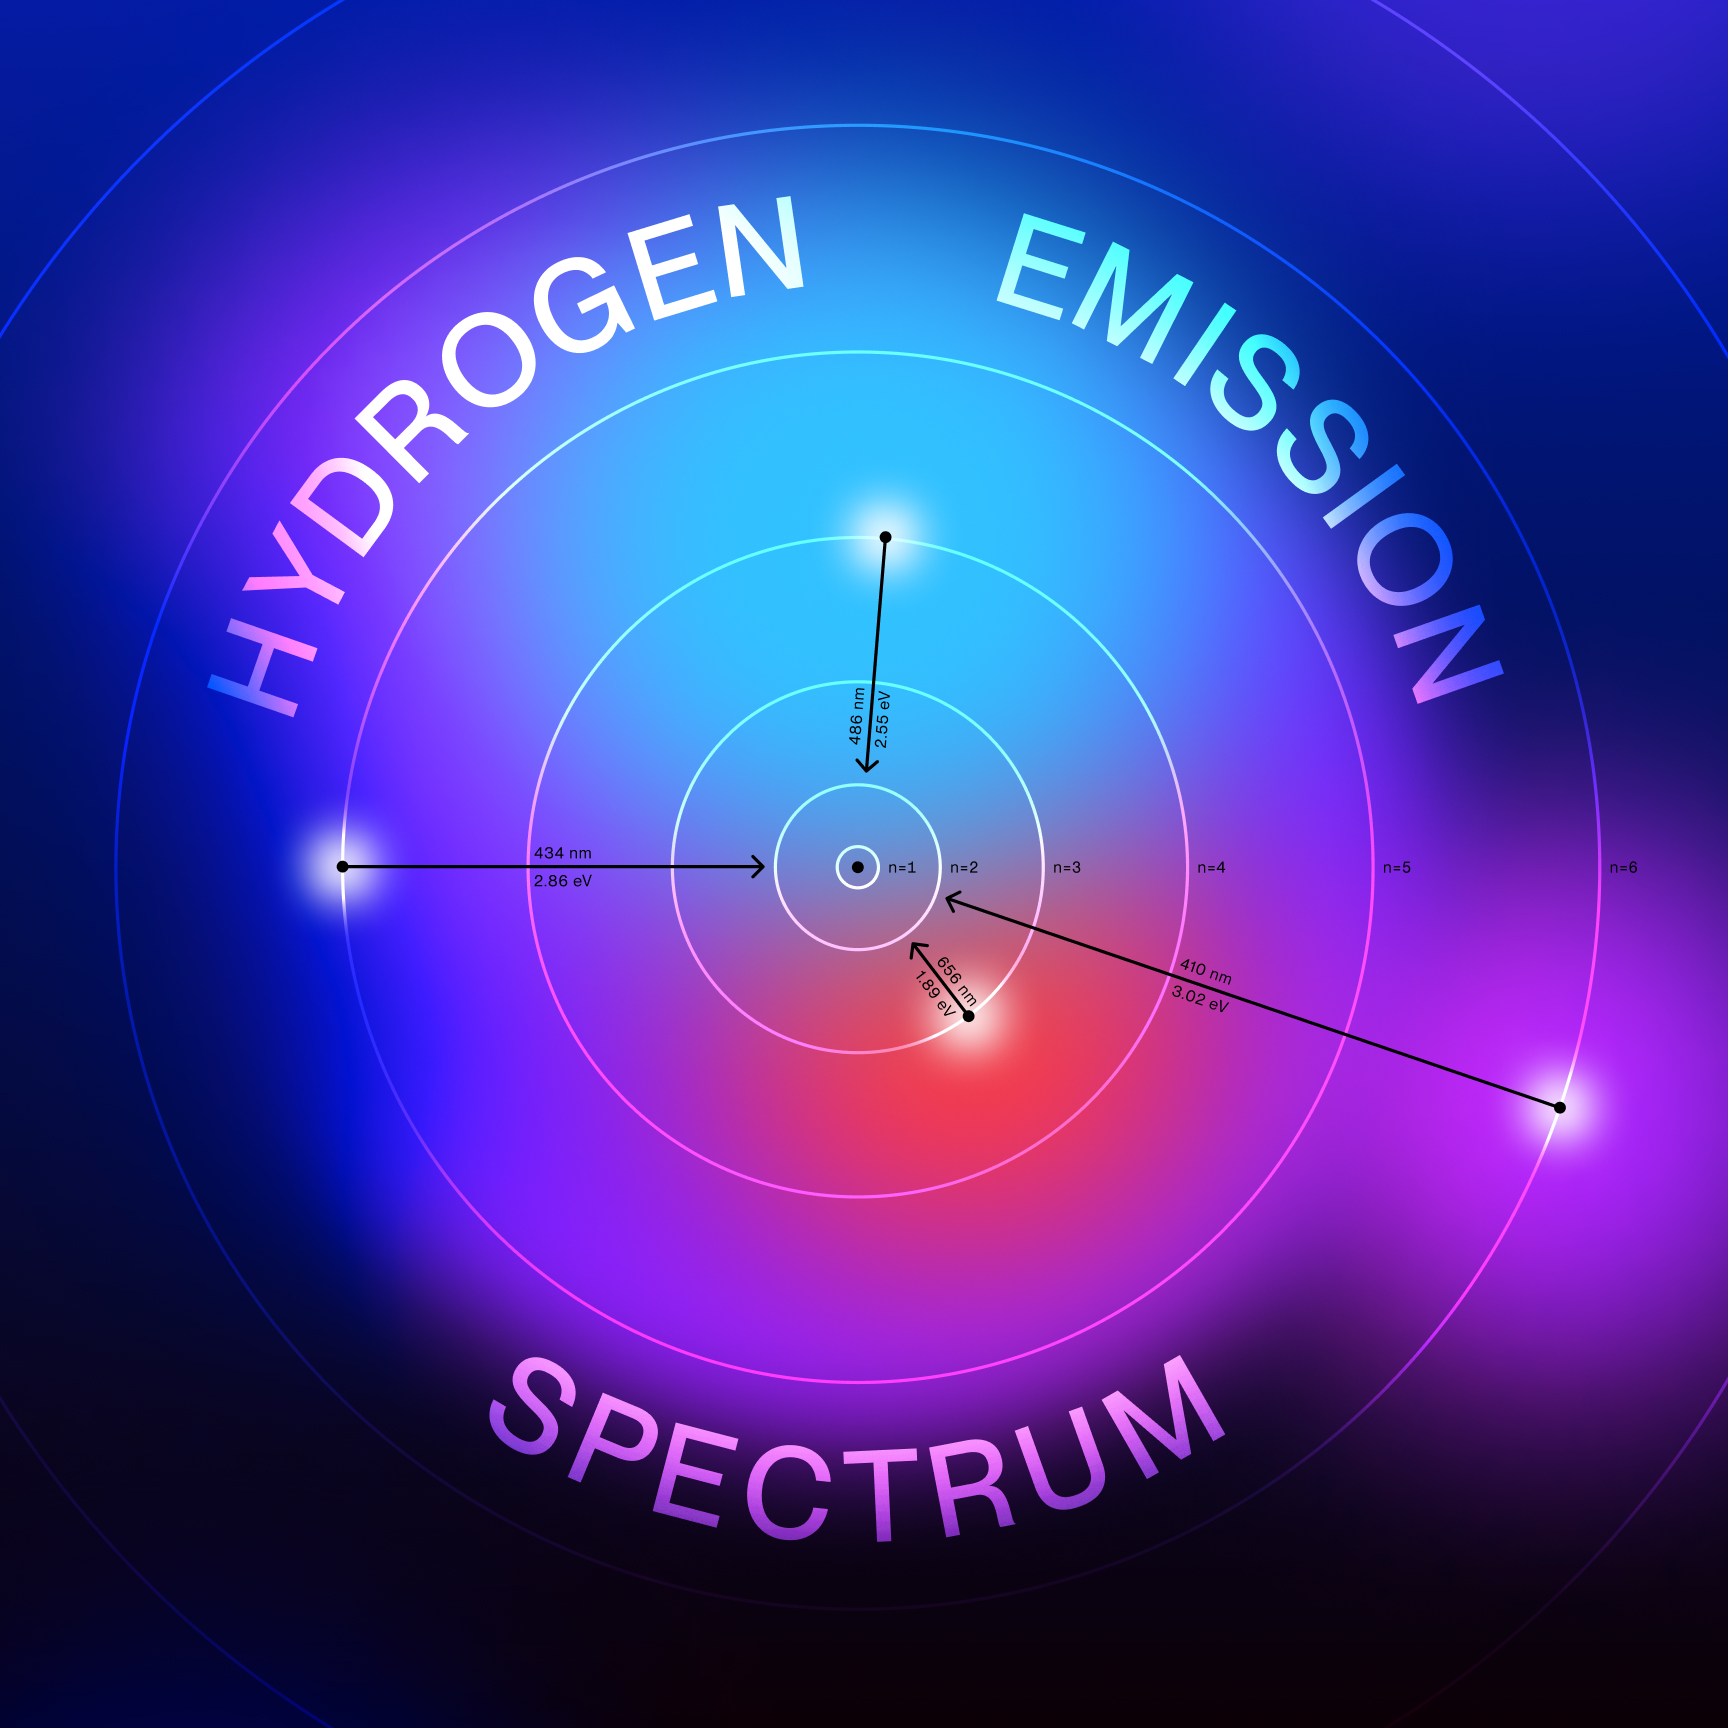 HYDROGEN EMISSION
486 nm
2.55 eV
434 nm
2.86 eV
n=1
n=2
n=3
n=4
n=5
n=6
656 nm
1.89 eV
410 nm
3.02 eV
SPECTRUM